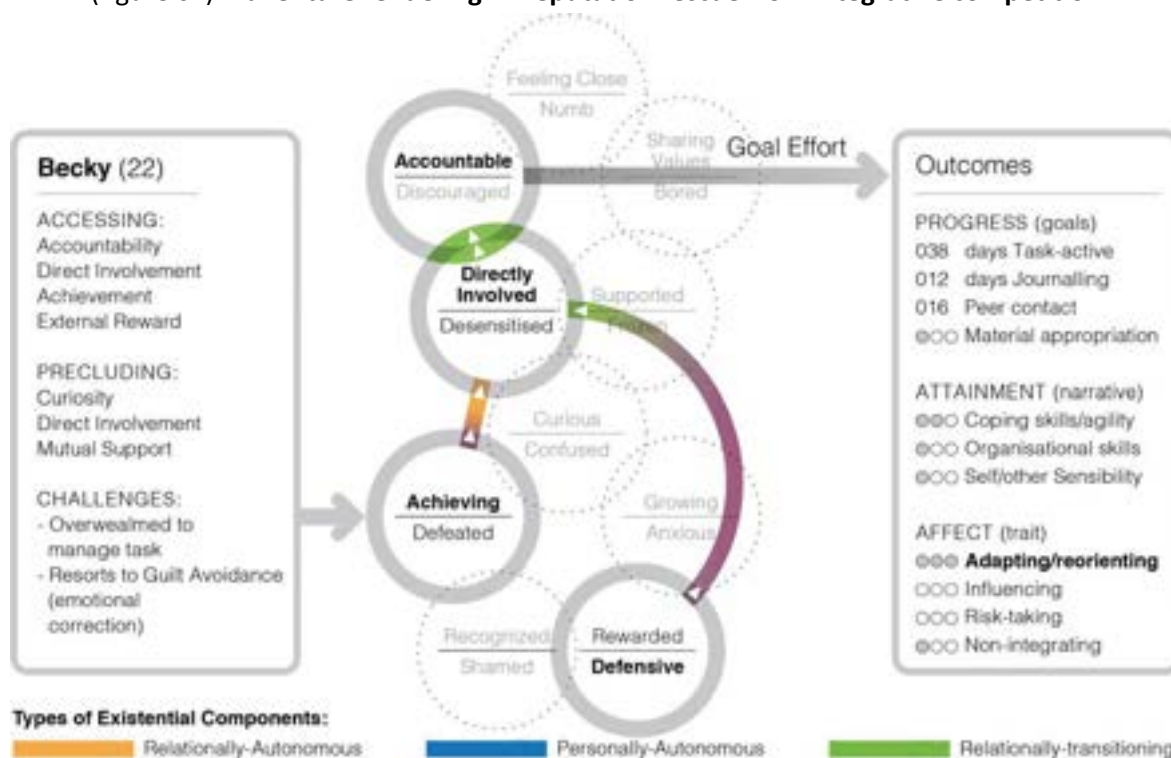 Feeling Close
Numb
Becky (22)
ACCESSING:
Accountability
Direct Involvement
Achievement
External Reward
PRECLUDING:
Curiosity
Direct Involvement
Mutual Support
CHALLENGES:
- Overwealmed to
manage task
- Resorts to Guilt Avoidance
(emotional
correction)
Accountable
Discouraged
Sharing
Values
Bored
Goal Effort
Directly
Involved
Desensitised
Supported
Curious
Confused
Achieving
Defeated
Growing
Anxious
Recognized
Shamed
Rewarded
Defensive
Outcomes
PROGRESS (goals)
038 days Task-active
012 days Journalling
016 Peer contact
Material appropriation
ATTAINMENT (narrative)
Coping skills/agility
Organisational skills
Self/other Sensibility
AFFECT (trait)
Adapting/reorienting
Influencing
Risk-taking
Non-integrating
Types of Existential Components:
Relationally-Autonomous
Personally-Autonomous
Relationally-transitioning